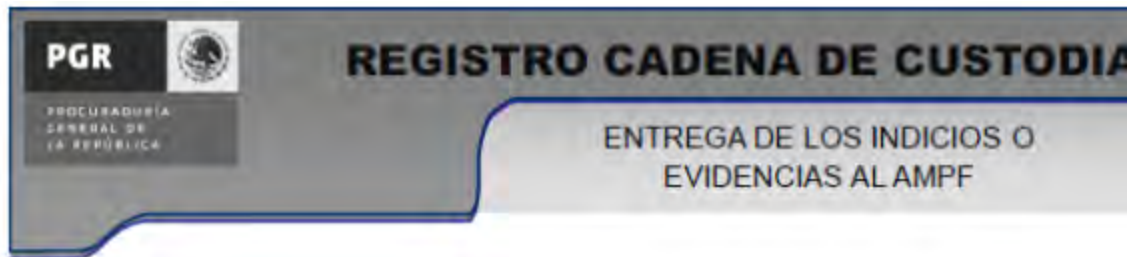 PGR
PROCURADURÍA
GENERAL DE
LA REPÚBLICA
REGISTRO CADENA DE CUSTODIA
ENTREGA DE LOS INDICIOS O
EVIDENCIAS AL AMPF